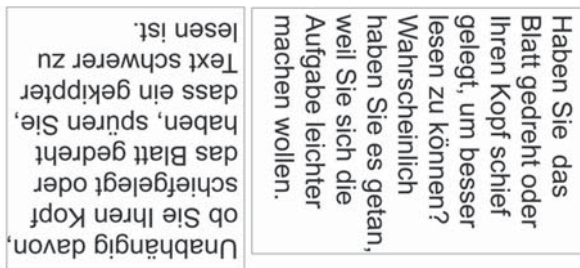 Haben Sie das
Blatt gedreht oder
Ihren Kopf schief
gelegt, um besser
lesen zu können?
Wahrscheinlich
haben Sie es getan,
weil Sie sich die
Aufgabe leichter
machen wollen.
Unabhängig davon,
ob Sie Ihren Kopf
schiefgelegt oder
das Blatt gedreht
haben, spüren Sie,
dass ein gekippter
Text schwerer zu
lesen ist.